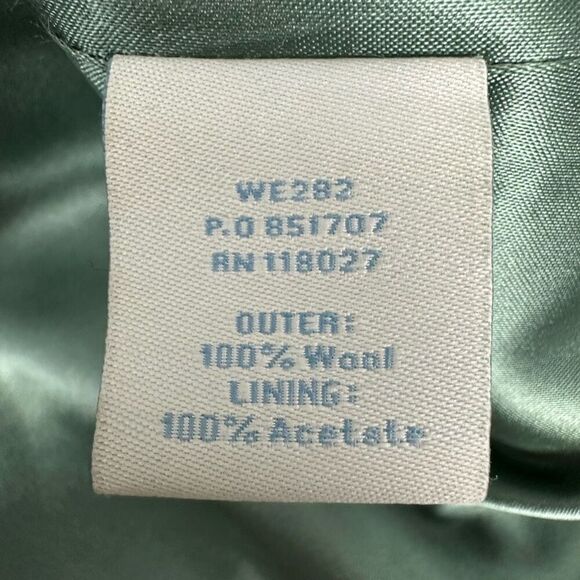 WE282
P.O 851707
RN 118027
OUTER:
100% Wool
LINING:
100% Acetate